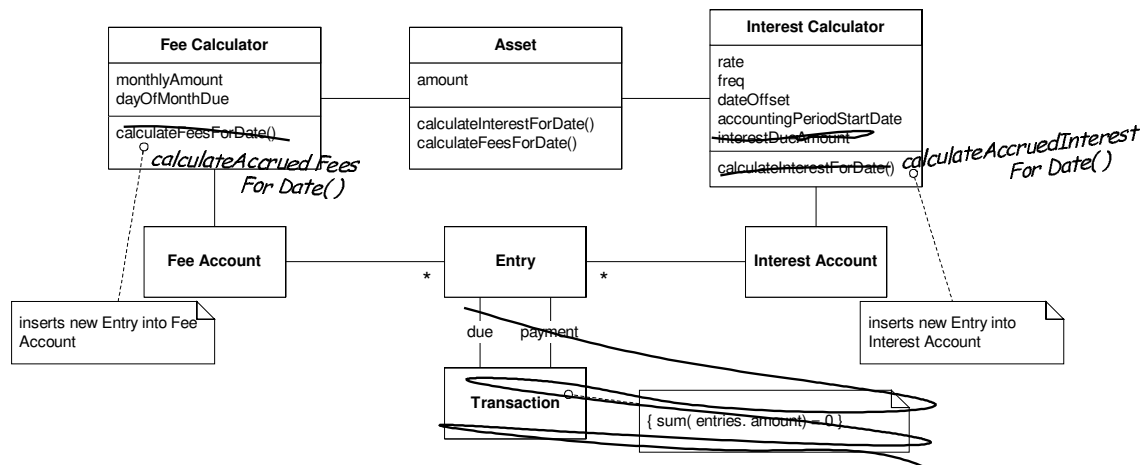 Fee Calculator
monthlyAmount
dayOfMonthDue
calculateFeesForDate()
calculateAccrued Fees
For Date()
Asset
amount
calculateInterestForDate()
calculateFeesForDate()
Interest Calculator
rate
freq
dateOffset
accountingPeriodStartDate
interestDueAmount
calculateInterestForDate()
calculateAccruedInterest
For Date()
Fee Account
*
Entry
*
Interest Account
inserts new Entry into Fee
Account
due
payment
inserts new Entry into
Interest Account
Transaction
{ sum( entries. amount) = 0 }